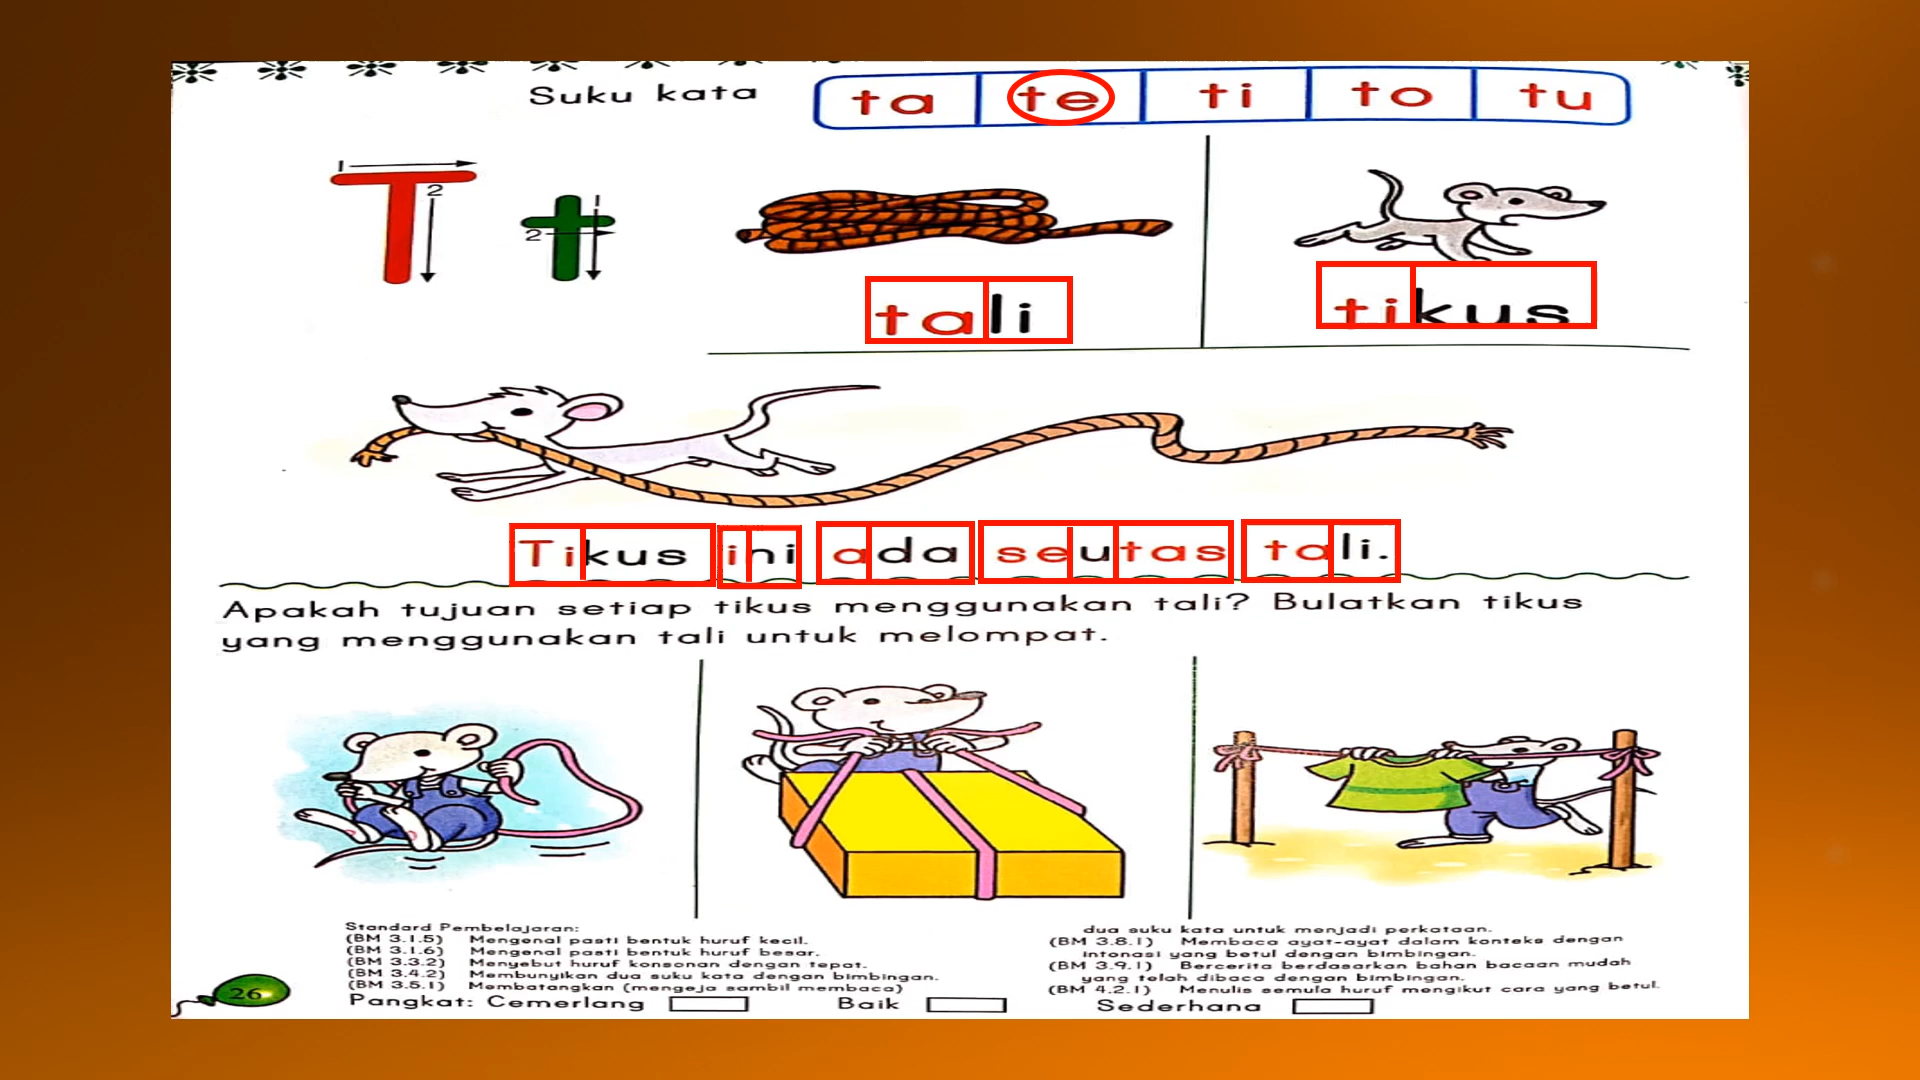 Suku kata
ta te ti to tu
T t
1 2
1 2
tali
tikus
Tikus ini ada seutas tali.
Apakah tujuan setiap tikus menggunakan tali? Bulatkan tikus
yang menggunakan tali untuk melompat.
Standard Pembelajaran:
(BM 3.1.5) Mengenal pasti bentuk huruf kecil.
(BM 3.1.6) Mengenal pasti bentuk huruf besar.
(BM 3.3.2) Menyebut huruf konsonan dengan tepat.
(BM 3.4.2) Membunyikan dua suku kata dengan bimbingan.
(BM 3.5.1) Membatangkan (mengeja sambil membaca)
dua suku kata untuk menjadi perkataan.
(BM 3.8.1) Membaca ayat-ayat dalam konteks dengan
intonasi yang betul dengan bimbingan.
(BM 3.9.1) Bercerita berdasarkan bahan bacaan mudah
yang telah dibaca dengan bimbingan.
(BM 4.2.1) Menulis semula huruf mengikut cara yang betul.
26
Pangkat: Cemerlang Baik Sederhana